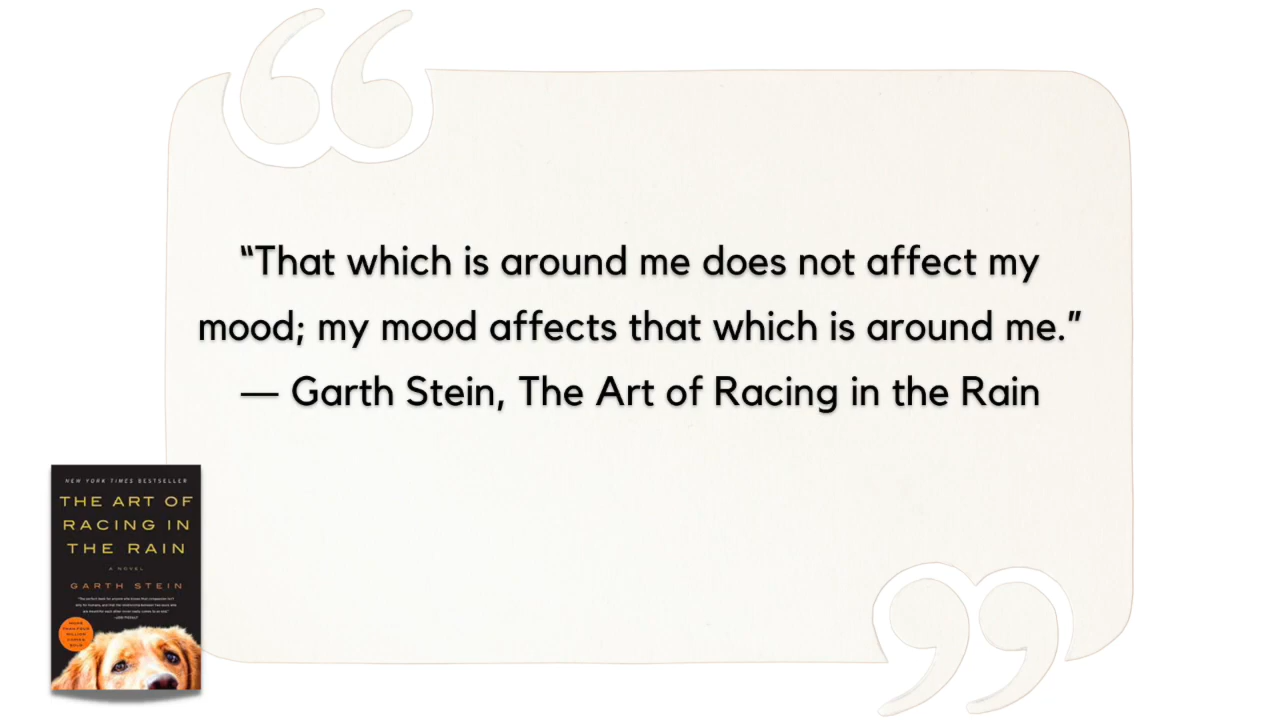 “That which is around me does not affect my
mood; my mood affects that which is around me.”
— Garth Stein, The Art of Racing in the Rain
NEW YORK TIMES BESTSELLER
THE ART OF
RACING IN
THE RAIN
A NOVEL
GARTH STEIN